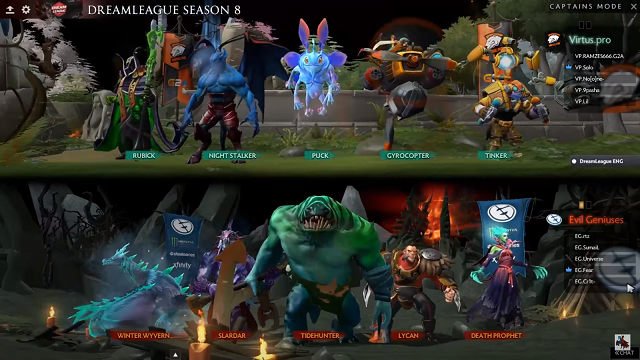 DREAMLEAGUE SEASON 8
CAPTAINS MODE
Virtus.pro
VP.RAMZES666.G2A
VP.Solo
VP.No[o]ne-
VP.9pasha
VP.Lil
RUBICK
NIGHT STALKER
PUCK
GYROCOPTER
TINKER
DreamLeague ENG
Evil Geniuses
EG.rtz
EG.Sumail.
EG.Universe
EG.Fear
EG.Cr1t-
xfinity
WINTER WYVERN
SLARDAR
TIDEHUNTER
LYCAN
DEATH PROPHET